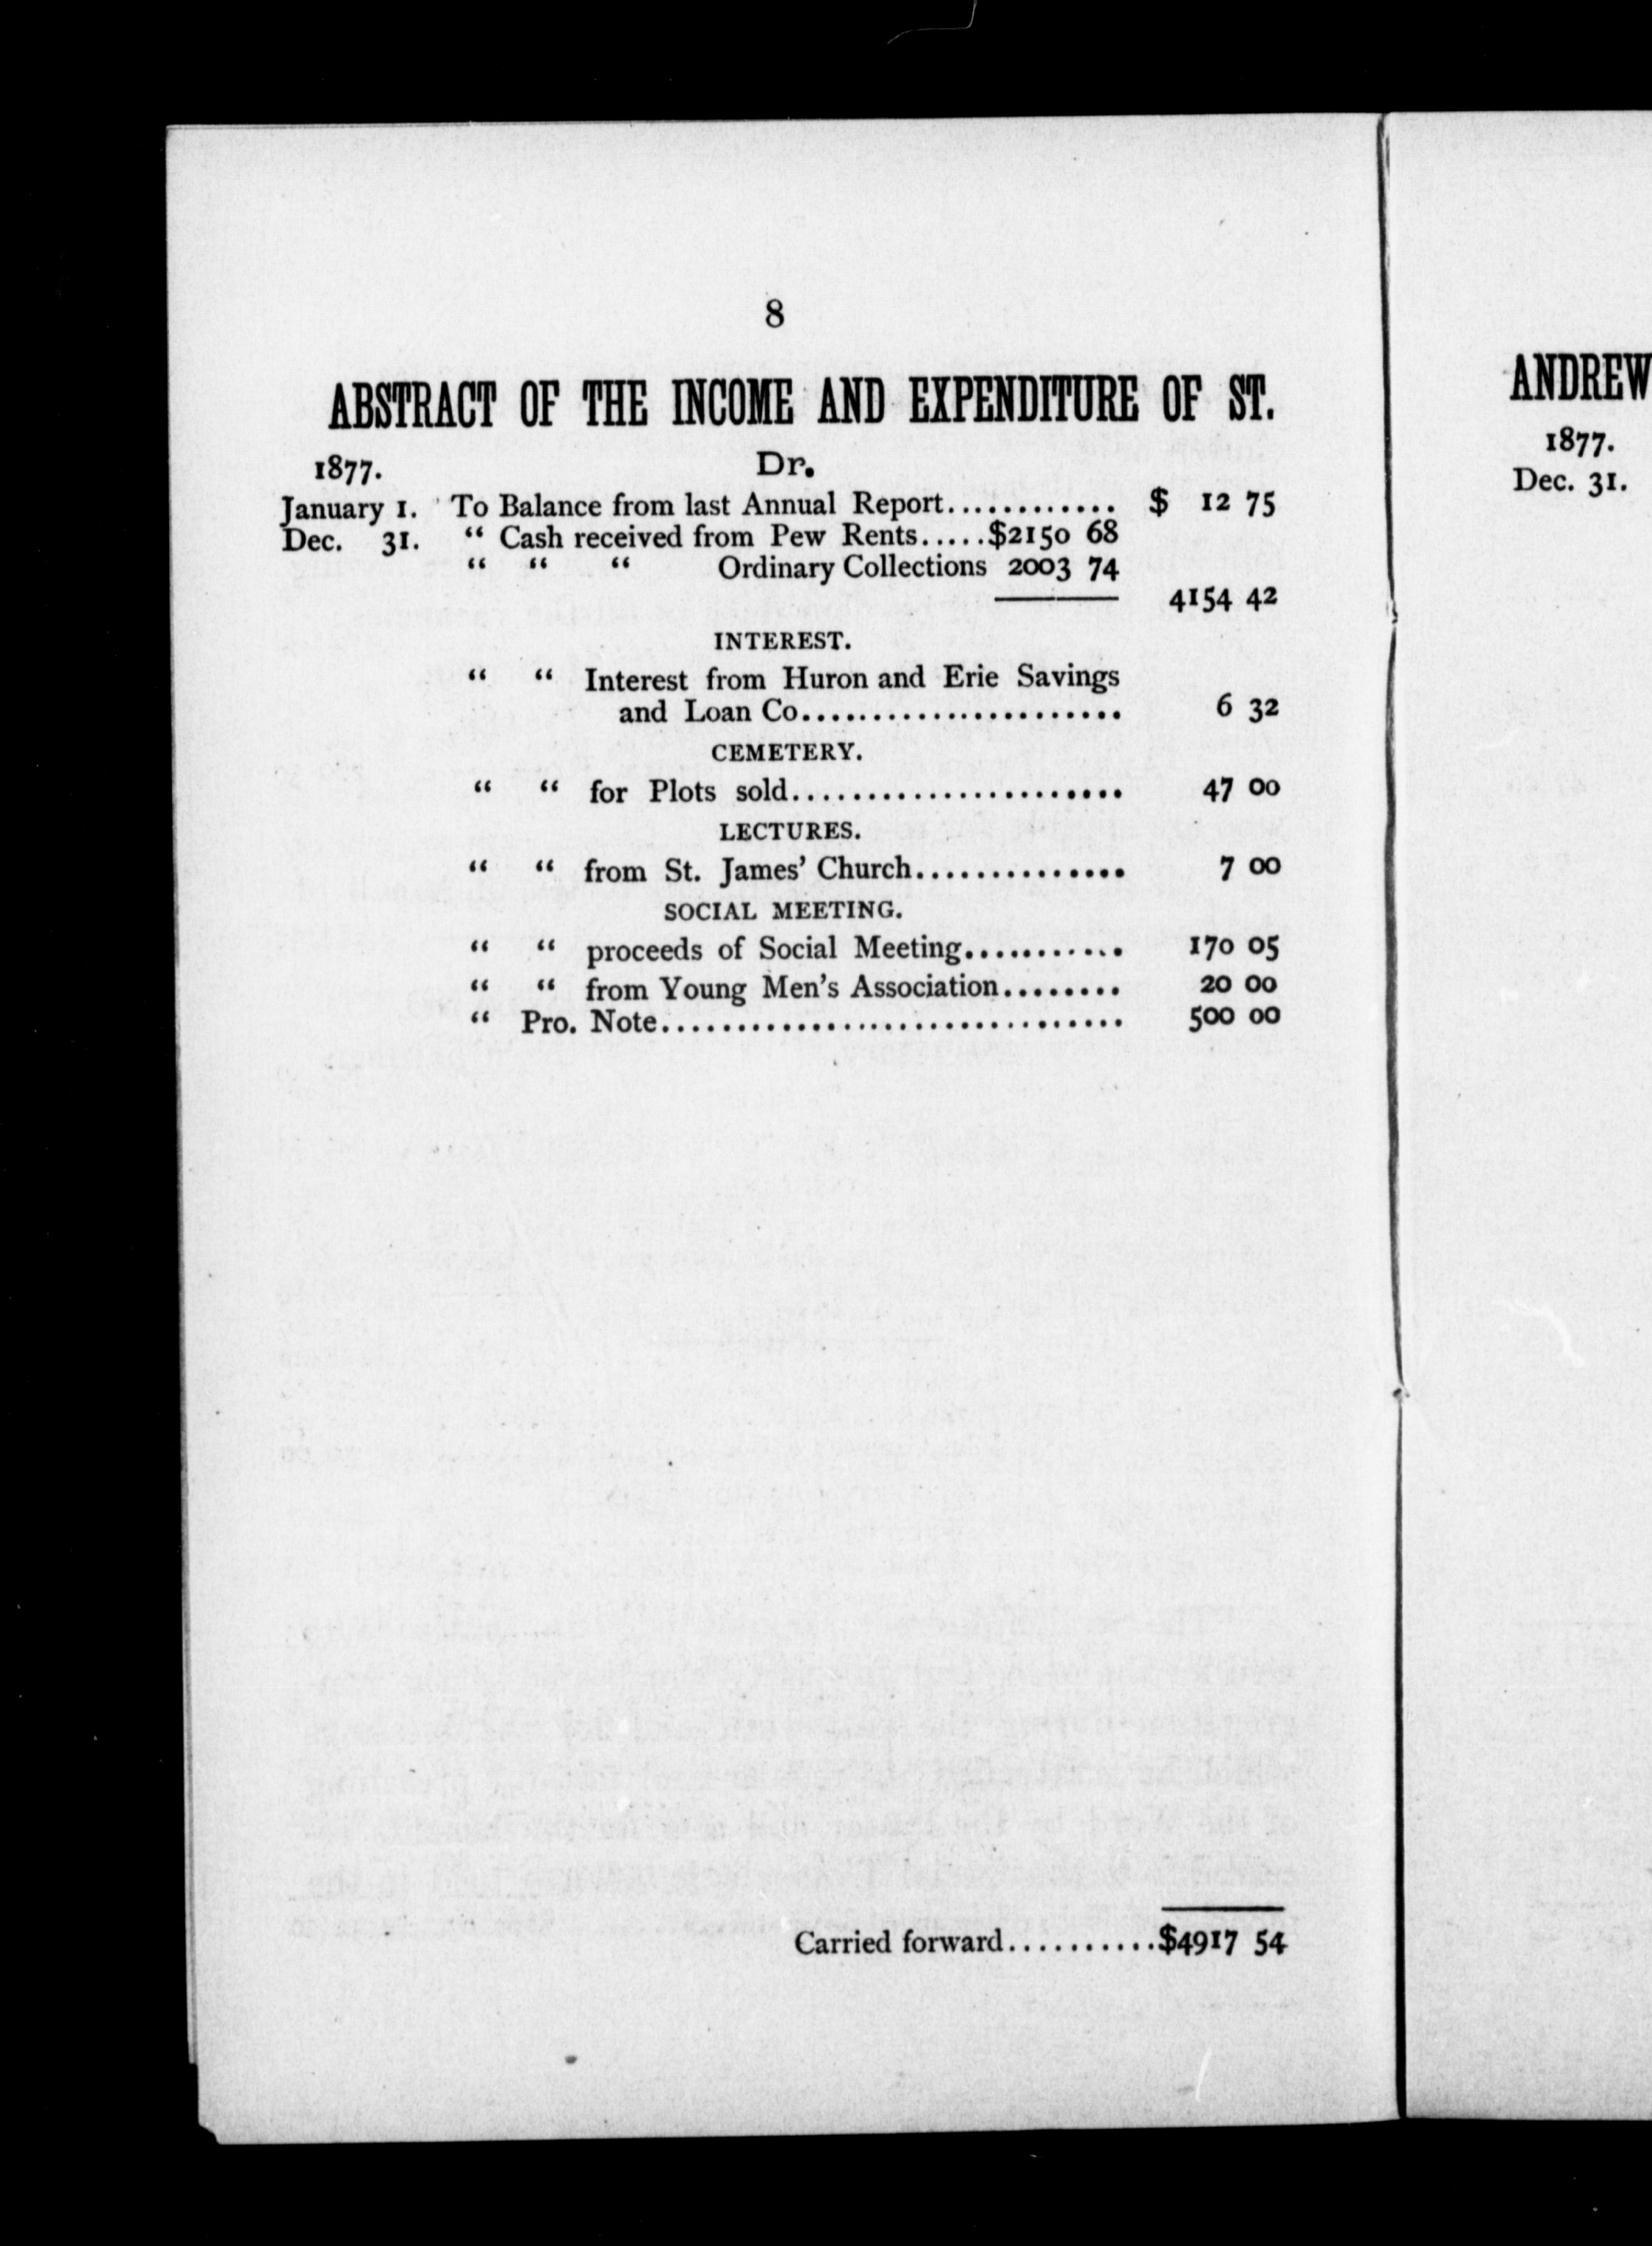 8
ABSTRACT OF THE INCOME AND EXPENDITURE OF ST.
1877. Dr.
January 1. To Balance from last Annual Report............ $ 12 75
Dec. 31. “ Cash received from Pew Rents.....$2150 68
“ “ “ Ordinary Collections 2003 74
4154 42
INTEREST.
“ “ Interest from Huron and Erie Savings
and Loan Co...................... 6 32
CEMETERY.
“ “ for Plots sold...................... 47 00
LECTURES.
“ “ from St. James’ Church.............. 7 00
SOCIAL MEETING.
“ “ proceeds of Social Meeting........... 170 05
“ “ from Young Men’s Association........ 20 00
“ Pro. Note............................... 500 00
Carried forward..........$4917 54
ANDREW
1877.
Dec. 31.